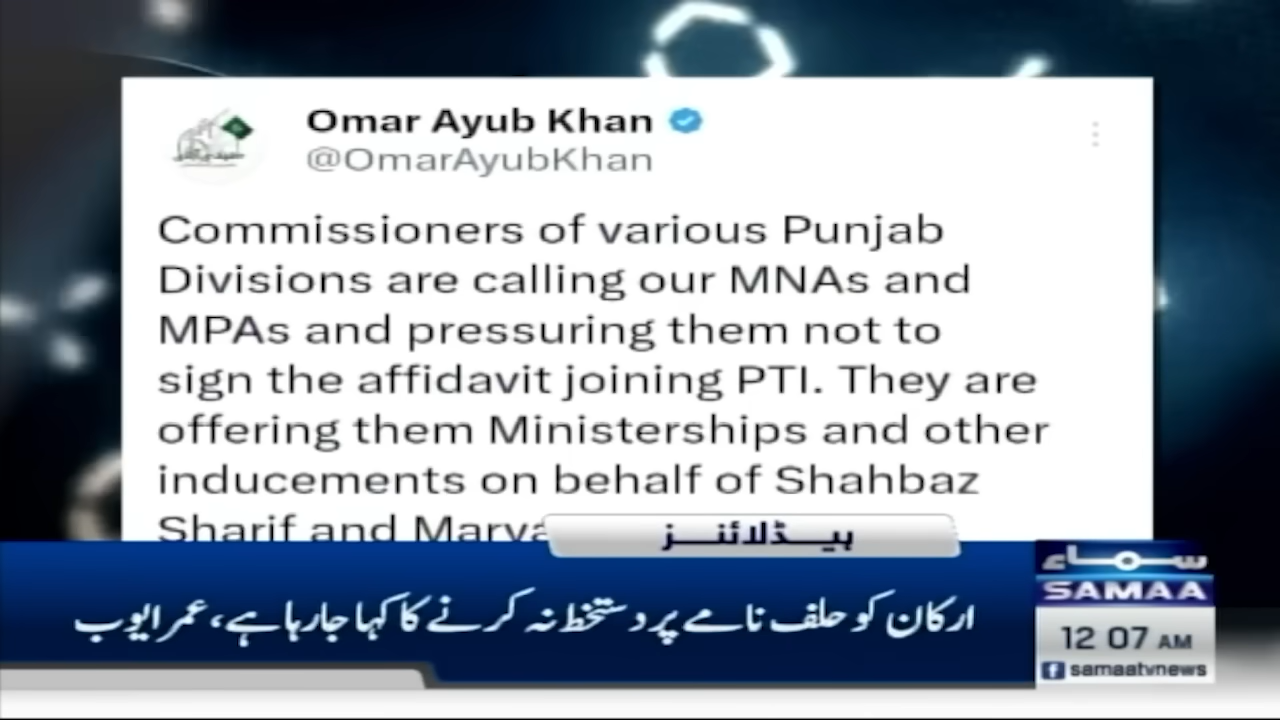 Omar Ayub Khan
@OmarAyubKhan
Commissioners of various Punjab
Divisions are calling our MNAs and
MPAs and pressuring them not to
sign the affidavit joining PTI. They are
offering them Ministerships and other
inducements on behalf of Shahbaz
Sharif and
ہیڈلائنز
ارکان کو حلف نامے پر دستخط نہ کرنے کا کہا جا رہا ہے، عمر ایوب
سماء
SAMAA
12 07 AM
samaatvnews